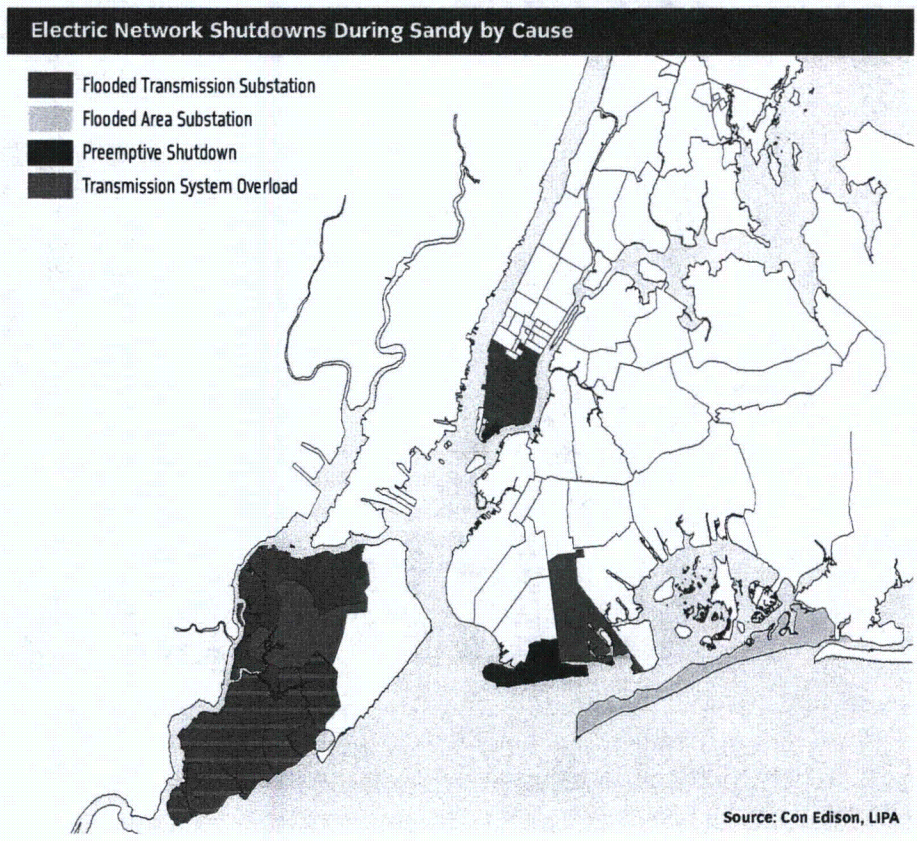 Electric Network Shutdowns During Sandy by Cause
Flooded Transmission Substation
Flooded Area Substation
Preemptive Shutdown
Transmission System Overload
Source: Con Edison, LIPA